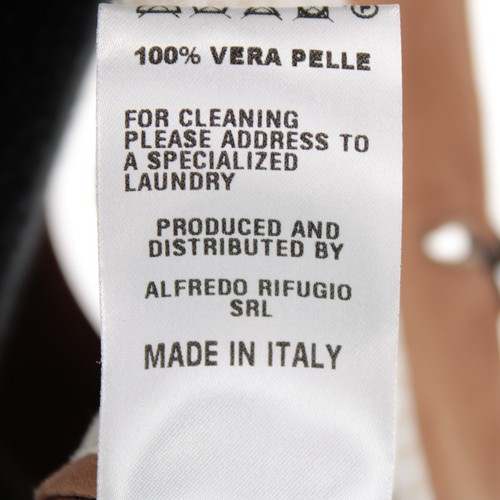 100% VERA PELLE
FOR CLEANING
PLEASE ADDRESS TO
A SPECIALIZED
LAUNDRY
PRODUCED AND
DISTRIBUTED BY
ALFREDO RIFUGIO
SRL
MADE IN ITALY